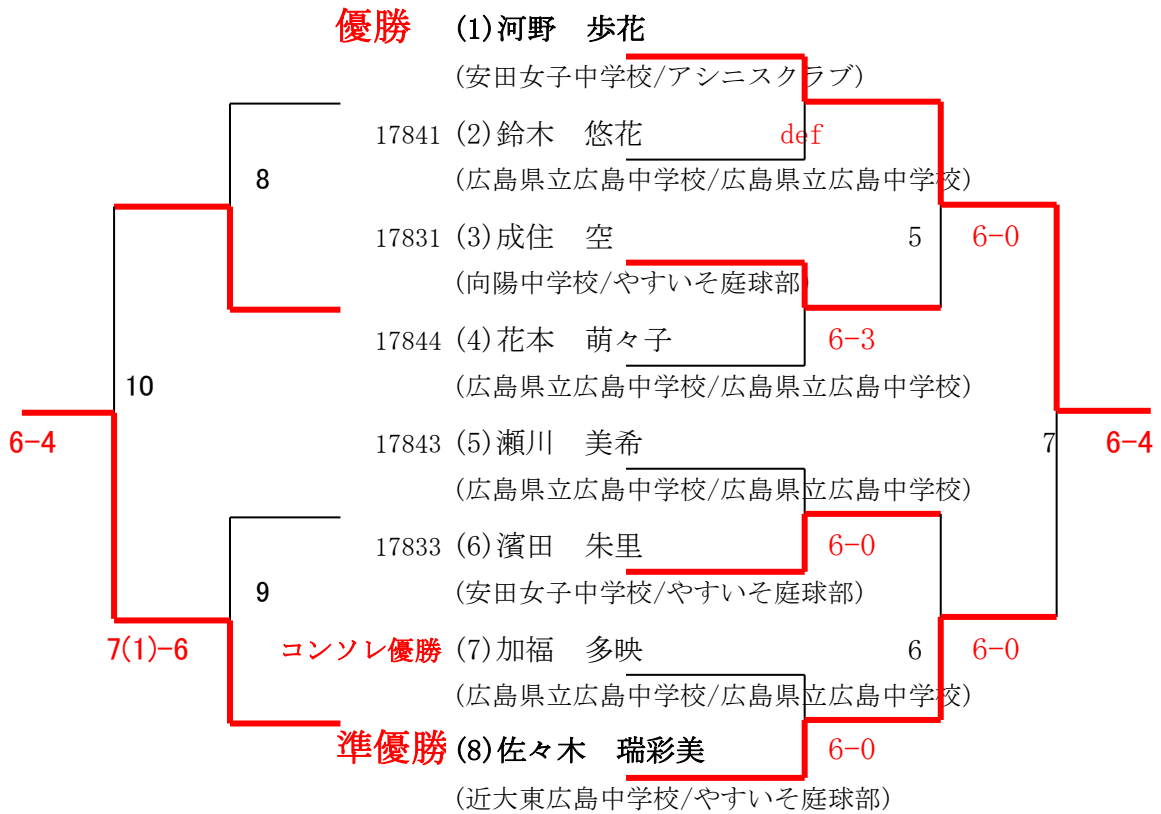 優勝 (1)河野 歩花
(安田女子中学校/アシニスクラブ)
17841 (2)鈴木 悠花 def
8 (広島県立広島中学校/広島県立広島中学校)
17831 (3)成住 空 5 6-0
(向陽中学校/やすいそ庭球部)
17844 (4)花本 萌々子 6-3
10 (広島県立広島中学校/広島県立広島中学校)
6-4 17843 (5)瀬川 美希 7 6-4
(広島県立広島中学校/広島県立広島中学校)
17833 (6)濱田 朱里 6-0
9 (安田女子中学校/やすいそ庭球部)
7(1)-6 コンソレ優勝 (7)加福 多映 6 6-0
(広島県立広島中学校/広島県立広島中学校)
準優勝 (8)佐々木 瑞彩美 6-0
(近大東広島中学校/やすいそ庭球部)